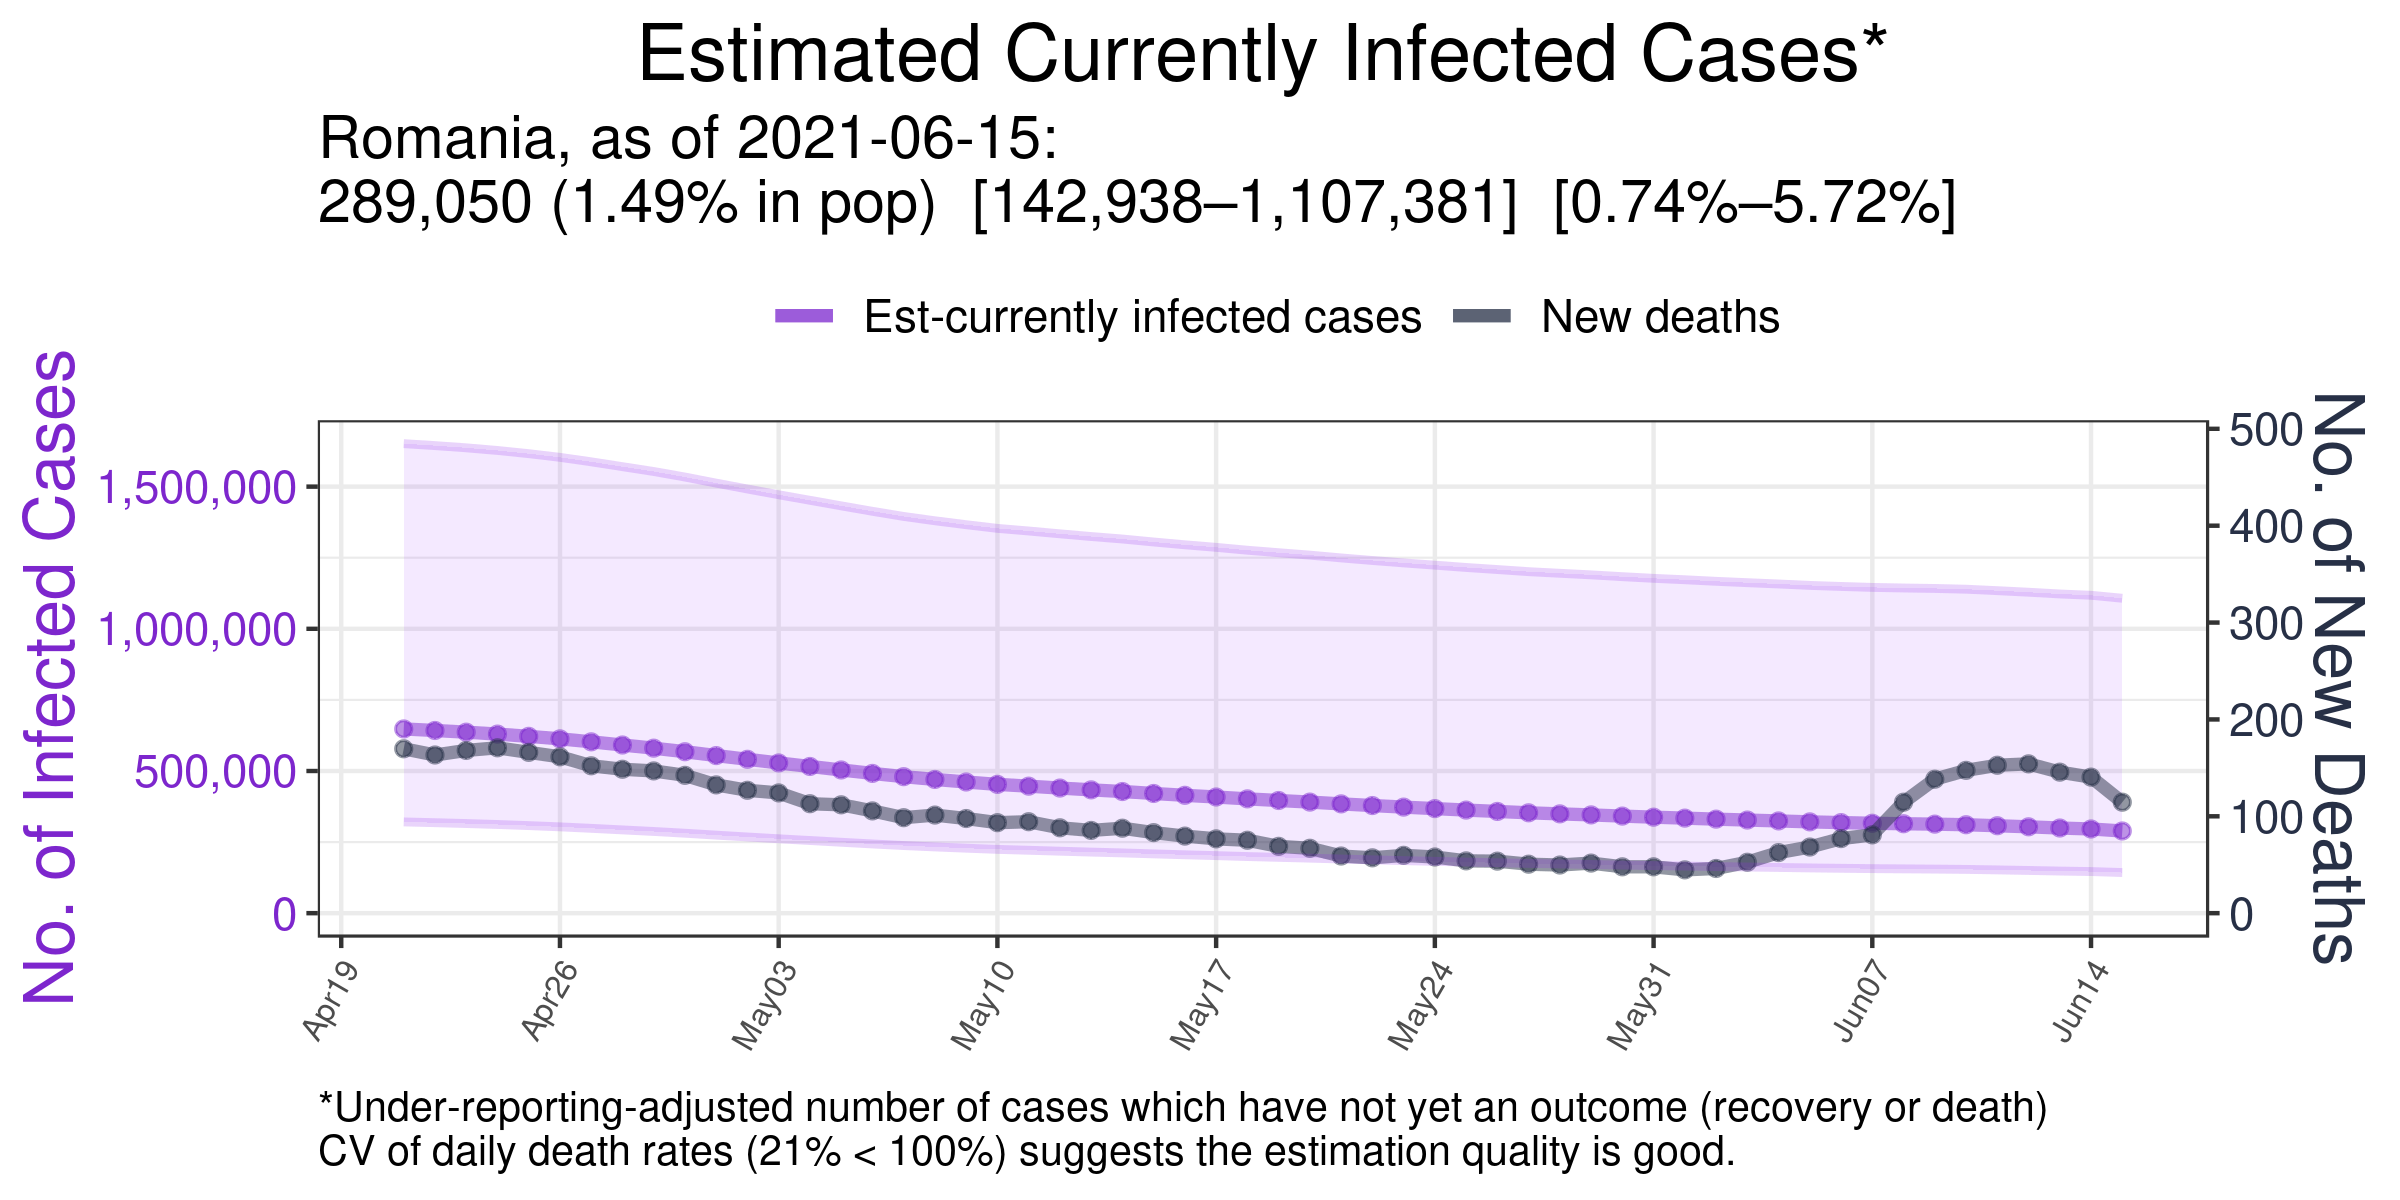 Estimated Currently Infected Cases*
Romania, as of 2021-06-15:
289,050 (1.49% in pop)  [142,938–1,107,381]  [0.74%–5.72%]
Est-currently infected cases
New deaths
No. of Infected Cases
1,500,000
1,000,000
500,000
0
500
400
300
200
100
0
No. of New Deaths
Apr19
Apr26
May03
May10
May17
May24
May31
Jun07
Jun14
*Under-reporting-adjusted number of cases which have not yet an outcome (recovery or death)
CV of daily death rates (21% < 100%) suggests the estimation quality is good.